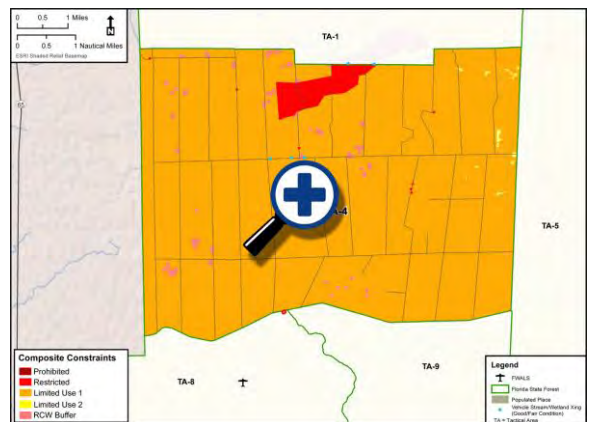 0 0.5 1 Miles
0 0.5 1 Nautical Miles
N
ESRI Shaded Relief Basemap
TA-1
A-4
TA-5
TA-8
TA-9
Composite Constraints
Prohibited
Restricted
Limited Use 1
Limited Use 2
RCW Buffer
Legend
FWALS
Florida State Forest
Populated Place
Vehicle Stream/Wetland Xing
(Good/Fair Condition)
TA = Tactical Area